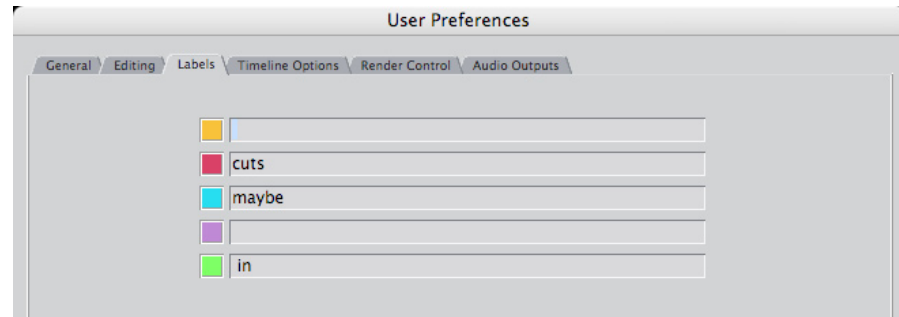 User Preferences
General Editing Labels Timeline Options Render Control Audio Outputs
cuts
maybe
in